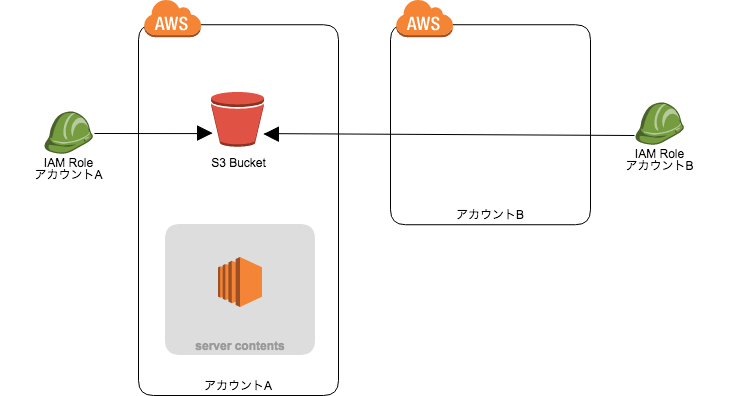 AWS
AWS
S3 Bucket
IAM Role
アカウントA
IAM Role
アカウントB
アカウントB
server contents
アカウントA